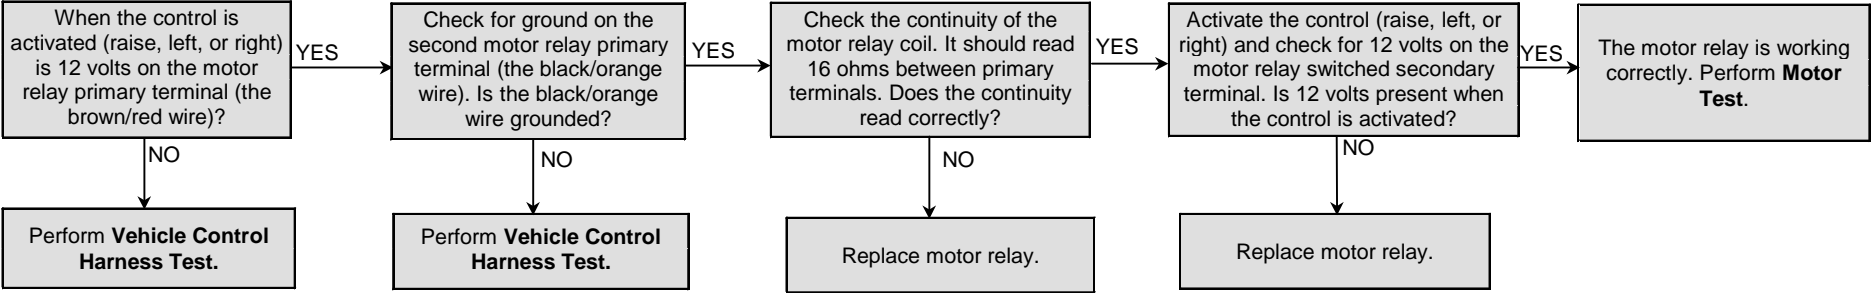 When the control is
activated (raise, left, or right)
is 12 volts on the motor
relay primary terminal (the
brown/red wire)?
YES
Check for ground on the
second motor relay primary
terminal (the black/orange
wire). Is the black/orange
wire grounded?
YES
Check the continuity of the
motor relay coil. It should read
16 ohms between primary
terminals. Does the continuity
read correctly?
YES
Activate the control (raise, left, or
right) and check for 12 volts on the
motor relay switched secondary
terminal. Is 12 volts present when
the control is activated?
YES
The motor relay is working
correctly. Perform Motor
Test.
NO
NO
NO
NO
Perform Vehicle Control
Harness Test.
Perform Vehicle Control
Harness Test.
Replace motor relay.
Replace motor relay.